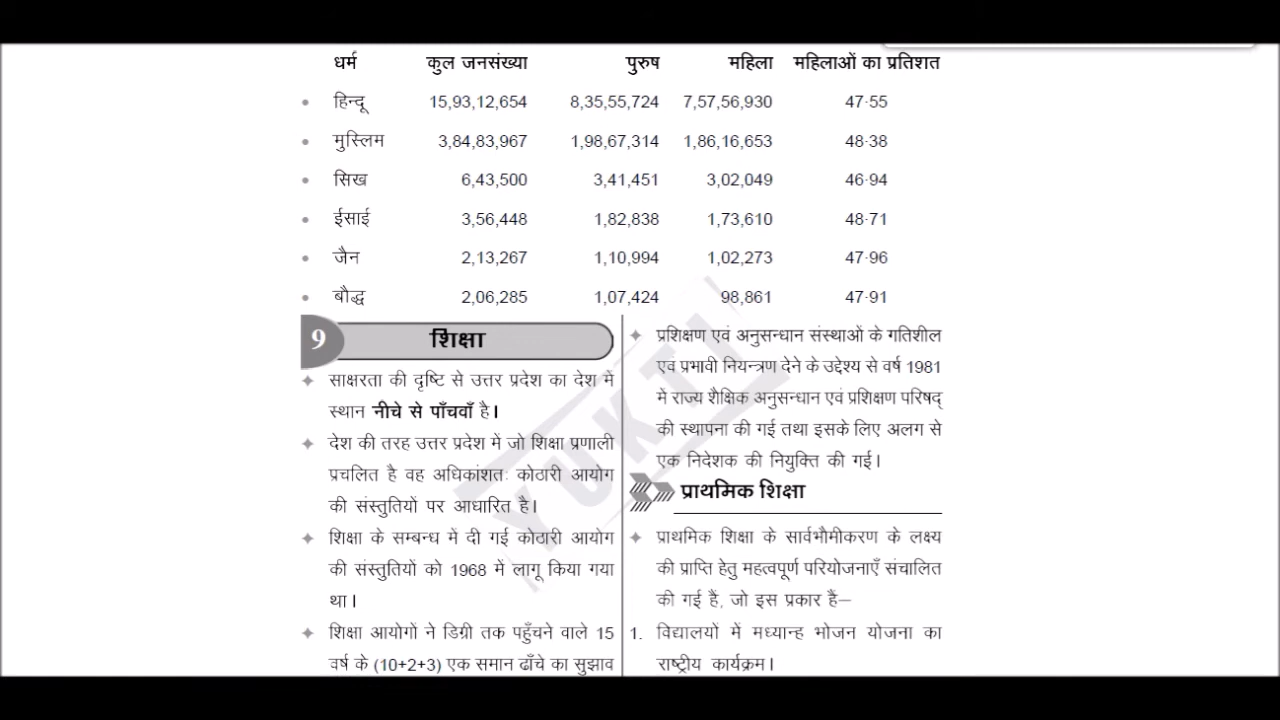 धर्म कुल जनसंख्या पुरुष महिला महिलाओं का प्रतिशत
• हिन्दू 15,93,12,654 8,35,55,724 7,57,56,930 47·55
• मुस्लिम 3,84,83,967 1,98,67,314 1,86,16,653 48·38
• सिख 6,43,500 3,41,451 3,02,049 46·94
• ईसाई 3,56,448 1,82,838 1,73,610 48·71
• जैन 2,13,267 1,10,994 1,02,273 47·96
• बौद्ध 2,06,285 1,07,424 98,861 47·91
9 शिक्षा
साक्षरता की दृष्टि से उत्तर प्रदेश का देश में
स्थान नीचे से पाँचवाँ है।
देश की तरह उत्तर प्रदेश में जो शिक्षा प्रणाली
प्रचलित है वह अधिकांशतः कोठारी आयोग
की संस्तुतियों पर आधारित है।
शिक्षा के सम्बन्ध में दी गई कोठारी आयोग
की संस्तुतियों को 1968 में लागू किया गया
था।
शिक्षा आयोगों ने डिग्री तक पहुँचने वाले 15
वर्ष के (10+2+3) एक समान ढाँचे का सुझाव
प्रशिक्षण एवं अनुसन्धान संस्थाओं के गतिशील
एवं प्रभावी नियन्त्रण देने के उद्देश्य से वर्ष 1981
में राज्य शैक्षिक अनुसन्धान एवं प्रशिक्षण परिषद्
की स्थापना की गई तथा इसके लिए अलग से
एक निदेशक की नियुक्ति की गई।
प्राथमिक शिक्षा
प्राथमिक शिक्षा के सार्वभौमीकरण के लक्ष्य
की प्राप्ति हेतु महत्वपूर्ण परियोजनाएँ संचालित
की गई हैं, जो इस प्रकार हैं–
1. विद्यालयों में मध्यान्ह भोजन योजना का
राष्ट्रीय कार्यक्रम।
YUKTI